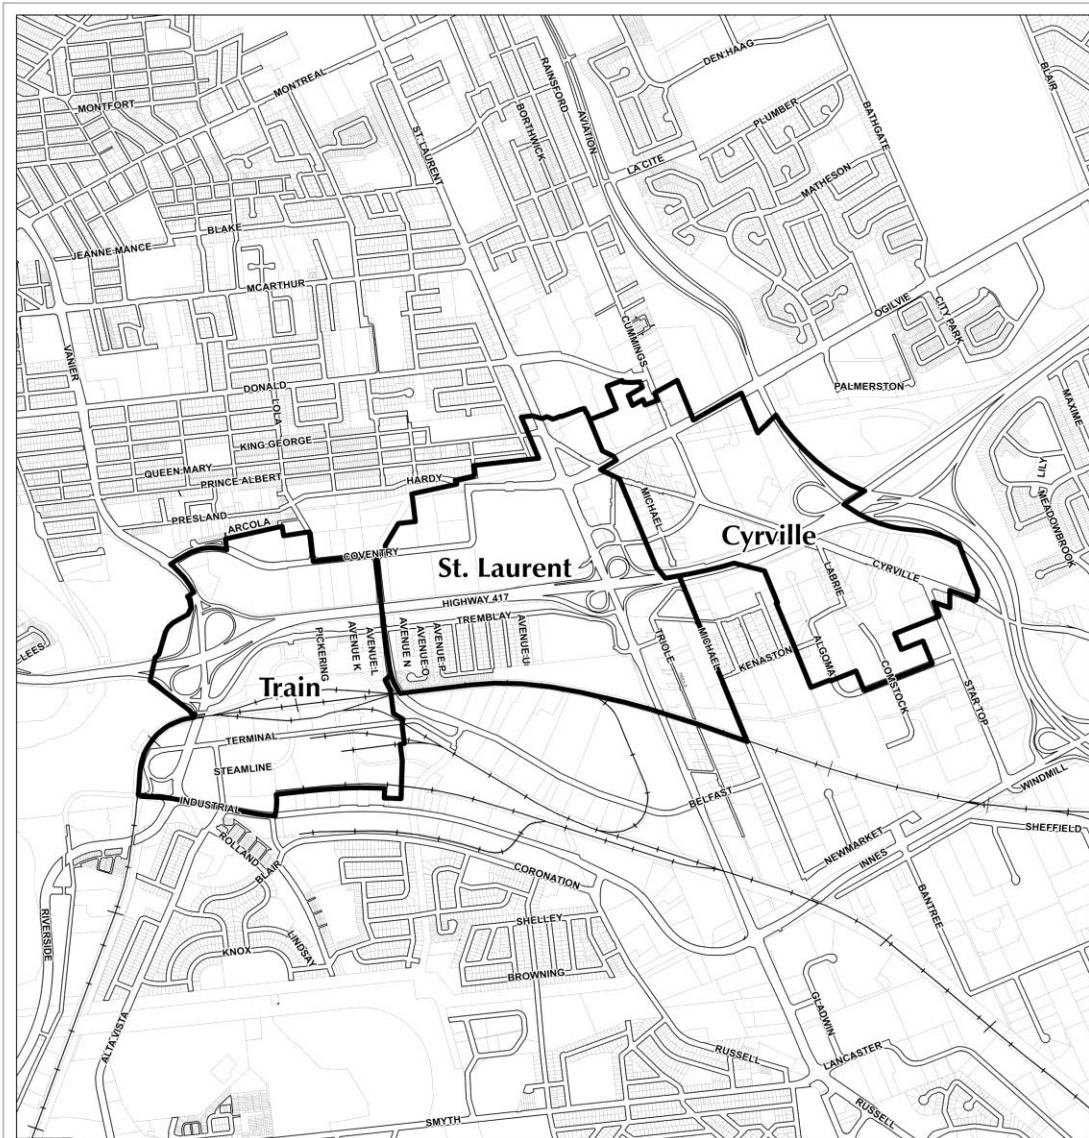 DEN HAAG
BLAIR
MONTREAL
RAINSFORD
MONTFORT
PLUMBER
BATHGATE
AVIATION
BORTHWICK
ST. LAURENT
LA CITE
MATHESON
BLAKE
JEANNE MANCE
MCARTHUR
OGILVIE
CITY PARK
CUMMINGS
VANIER
DONALD
PALMERSTON
MAXIME
LOLA
KING GEORGE
QUEEN MARY
PRINCE ALBERT
HARDY
LILY
MEADOWBROOK
PRESLAND
ARCOLA
MICHAEL
Cyrville
COVENTRY
St. Laurent
CYRVILLE
LABRIE
HIGHWAY 417
TREMBLAY
LEES
PICKERING
AVENUE K
AVENUE L
AVENUE N
AVENUE O
AVENUE P
AVENUE U
TRIOLE
MICHAEL
KENASTON
ALGOMA
COMSTOCK
STAR TOP
Train
TERMINAL
STEAMLINE
INDUSTRIAL
BELFAST
WINDMILL
SHEFFIELD
NEWMARKET
INNES
ROLLAND
BLAIR
CORONATION
BANTREE
RIVERSIDE
SHELLEY
KNOX
LINDSAY
BROWNING
GLADWIN
ALTA VISTA
RUSSELL
LANCASTER
SMYTH
RUSSELL